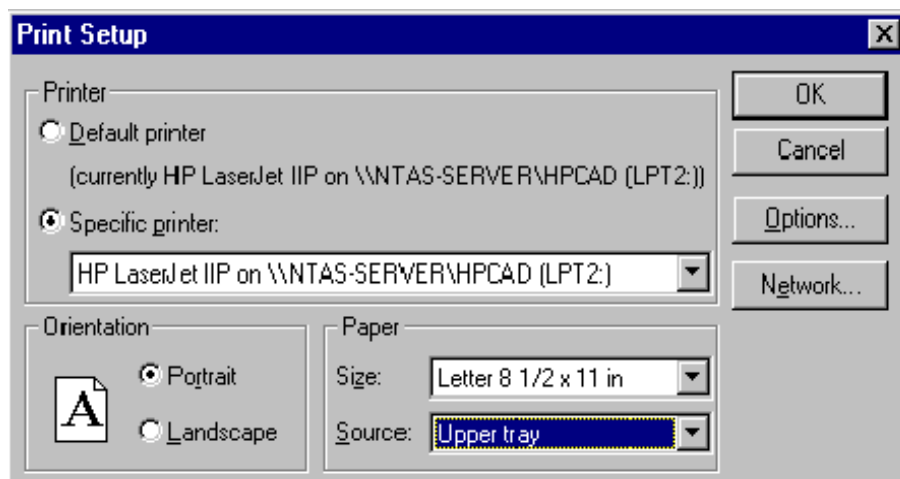 Print Setup
Printer
Default printer
(currently HP LaserJet IIP on \\NTAS-SERVER\HPCAD (LPT2:))
Specific printer:
HP LaserJet IIP on \\NTAS-SERVER\HPCAD (LPT2:)
OK
Cancel
Options...
Network...
Orientation
A
Portrait
Landscape
Paper
Size: Letter 8 1/2 x 11 in
Source: Upper tray